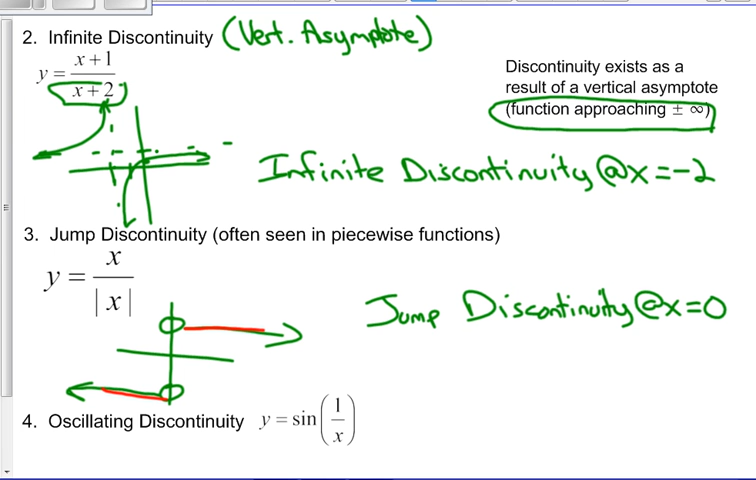 2. Infinite Discontinuity (Vert. Asymptote)
y = x + 1 / x + 2
Discontinuity exists as a
result of a vertical asymptote
(function approaching ± ∞)
Infinite Discontinuity @x=-2
3. Jump Discontinuity (often seen in piecewise functions)
y = x / | x |
Jump Discontinuity @x=0
4. Oscillating Discontinuity y = sin(1/x)